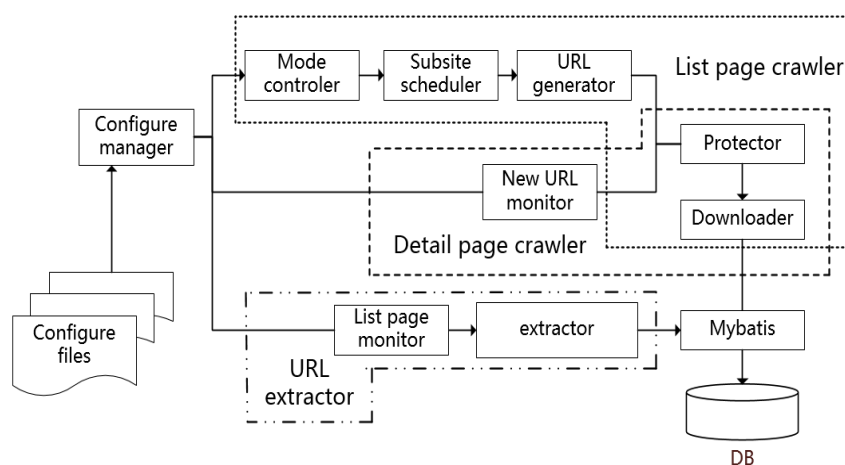 Mode
controler
Subsite
scheduler
URL
generator
List page crawler
Configure
manager
Protector
New URL
monitor
Downloader
Detail page crawler
Configure
files
List page
monitor
extractor
Mybatis
URL
extractor
DB